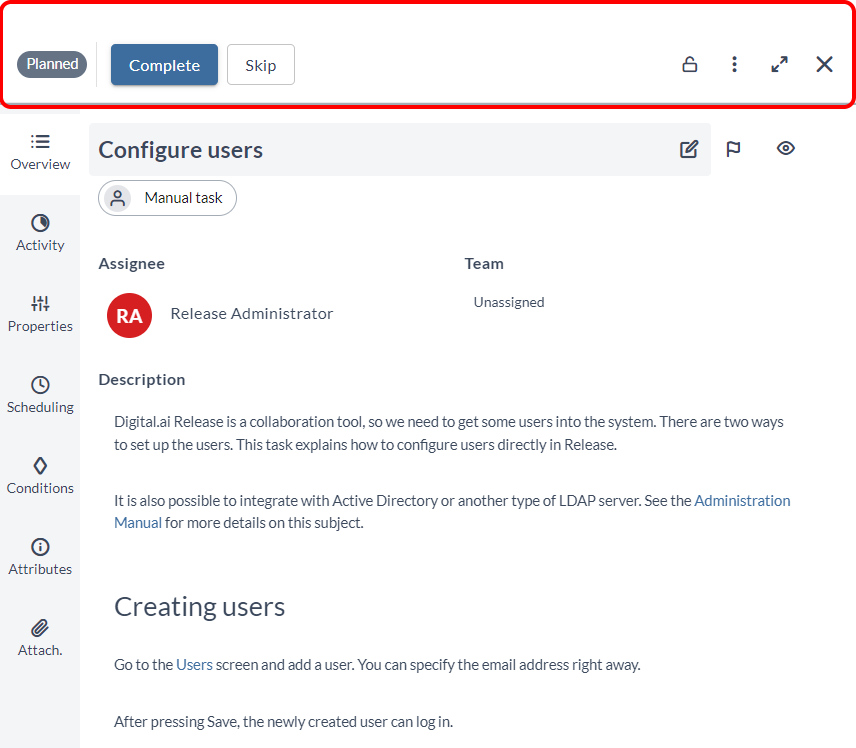 Planned
Complete
Skip
Overview
Activity
Properties
Scheduling
Conditions
Attributes
Attach.
Configure users
Manual task
Assignee
Team
RA
Release Administrator
Unassigned
Description
Digital.ai Release is a collaboration tool, so we need to get some users into the system. There are two ways
to set up the users. This task explains how to configure users directly in Release.
It is also possible to integrate with Active Directory or another type of LDAP server. See the Administration
Manual for more details on this subject.
Creating users
Go to the Users screen and add a user. You can specify the email address right away.
After pressing Save, the newly created user can log in.